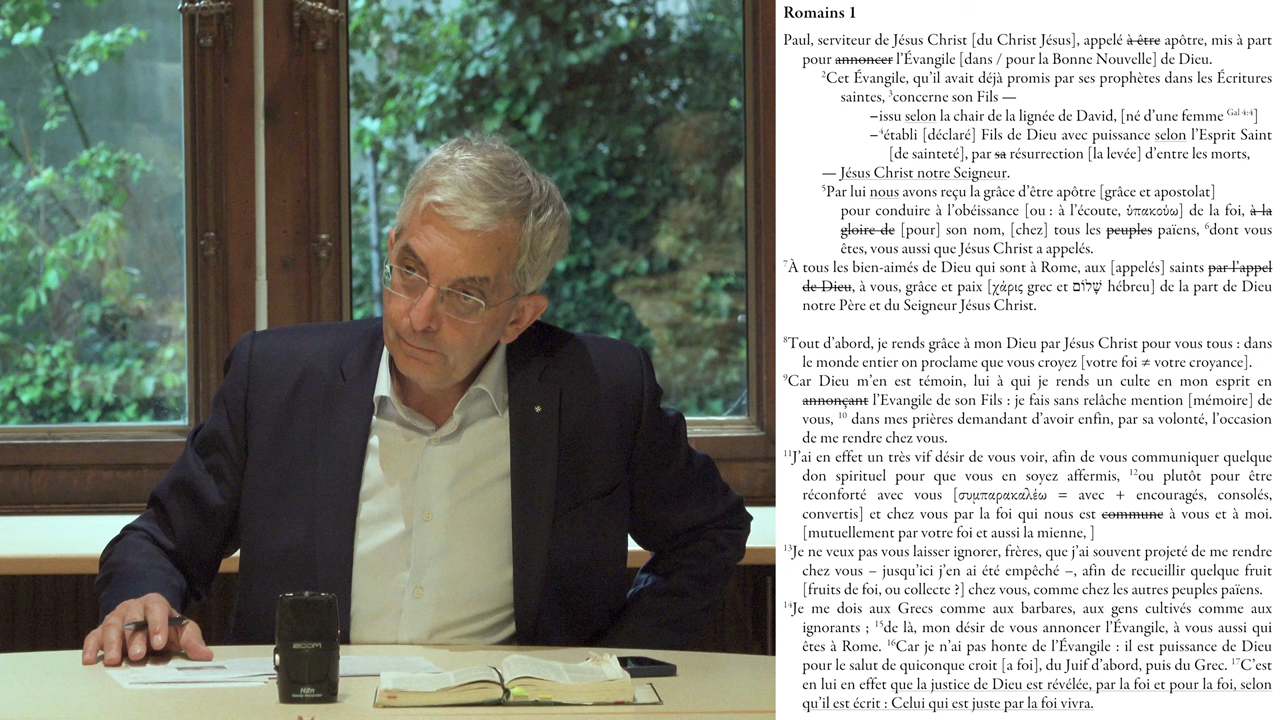 Romains 1
Paul, serviteur de Jésus Christ [du Christ Jésus], appelé à être apôtre, mis à part
pour annoncer l’Évangile [dans / pour la Bonne Nouvelle] de Dieu.
²Cet Évangile, qu’il avait déjà promis par ses prophètes dans les Écritures
saintes, ³concerne son Fils —
–issu selon la chair de la lignée de David, [né d’une femme Gal 4:4]
–⁴établi [déclaré] Fils de Dieu avec puissance selon l’Esprit Saint
[de sainteté], par sa résurrection [la levée] d’entre les morts,
— Jésus Christ notre Seigneur.
⁵Par lui nous avons reçu la grâce d’être apôtre [grâce et apostolat]
pour conduire à l’obéissance [ou : à l’écoute, ὑπακούω] de la foi, à la
gloire de [pour] son nom, [chez] tous les peuples païens, ⁶dont vous
êtes, vous aussi que Jésus Christ a appelés.
⁷À tous les bien-aimés de Dieu qui sont à Rome, aux [appelés] saints par l’appel
de Dieu, à vous, grâce et paix [χάρις grec et שָׁלוֹם hébreu] de la part de Dieu
notre Père et du Seigneur Jésus Christ.
⁸Tout d’abord, je rends grâce à mon Dieu par Jésus Christ pour vous tous : dans
le monde entier on proclame que vous croyez [votre foi ≠ votre croyance].
⁹Car Dieu m’en est témoin, lui à qui je rends un culte en mon esprit en
annonçant l’Evangile de son Fils : je fais sans relâche mention [mémoire] de
vous, ¹⁰ dans mes prières demandant d’avoir enfin, par sa volonté, l’occasion
de me rendre chez vous.
¹¹J’ai en effet un très vif désir de vous voir, afin de vous communiquer quelque
don spirituel pour que vous en soyez affermis, ¹²ou plutôt pour être
réconforté avec vous [συμπαρακαλέω = avec + encouragés, consolés,
convertis] et chez vous par la foi qui nous est commune à vous et à moi.
[mutuellement par votre foi et aussi la mienne, ]
¹³Je ne veux pas vous laisser ignorer, frères, que j’ai souvent projeté de me rendre
chez vous – jusqu’ici j’en ai été empêché –, afin de recueillir quelque fruit
[fruits de foi, ou collecte ?] chez vous, comme chez les autres peuples païens.
¹⁴Je me dois aux Grecs comme aux barbares, aux gens cultivés comme aux
ignorants ; ¹⁵de là, mon désir de vous annoncer l’Évangile, à vous aussi qui
êtes à Rome. ¹⁶Car je n’ai pas honte de l’Évangile : il est puissance de Dieu
pour le salut de quiconque croit [a foi], du Juif d’abord, puis du Grec. ¹⁷C’est
en lui en effet que la justice de Dieu est révélée, par la foi et pour la foi, selon
qu’il est écrit : Celui qui est juste par la foi vivra.
zoom
H2n